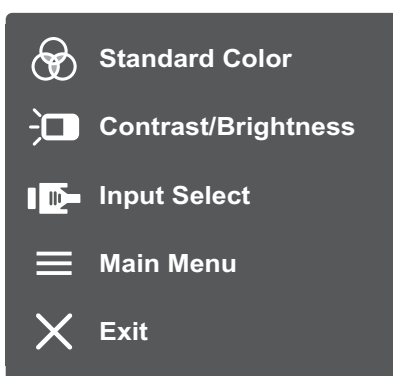 Standard Color
Contrast/Brightness
Input Select
Main Menu
Exit